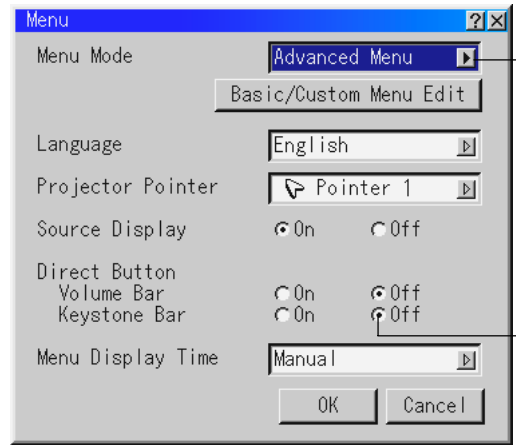 Menu ?
Menu Mode Advanced Menu
Basic/Custom Menu Edit
Language English
Projector Pointer Pointer 1
Source Display On Off
Direct Button
Volume Bar On Off
Keystone Bar On Off
Menu Display Time Manual
OK Cancel